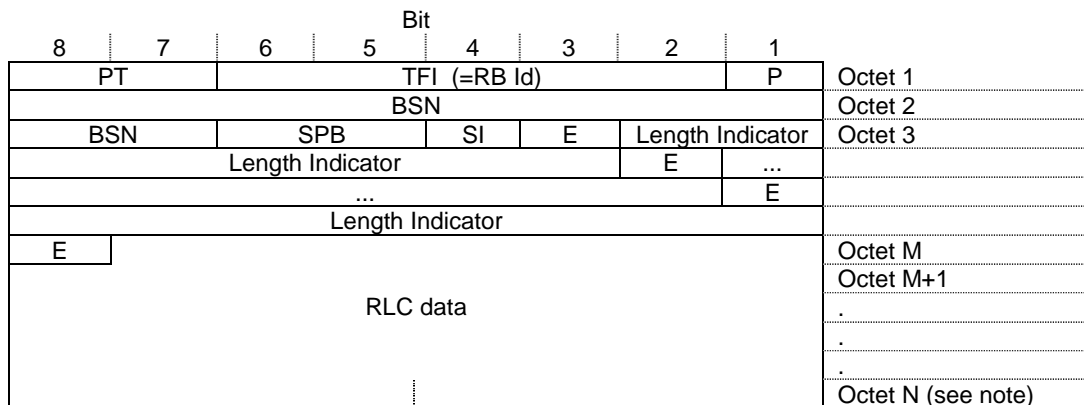 Bit
8 7 6 5 4 3 2 1
PT TFI (=RB Id) P Octet 1
BSN Octet 2
BSN SPB SI E Length Indicator Octet 3
Length Indicator E ...
... E
Length Indicator
E Octet M
Octet M+1
RLC data .
.
.
Octet N (see note)